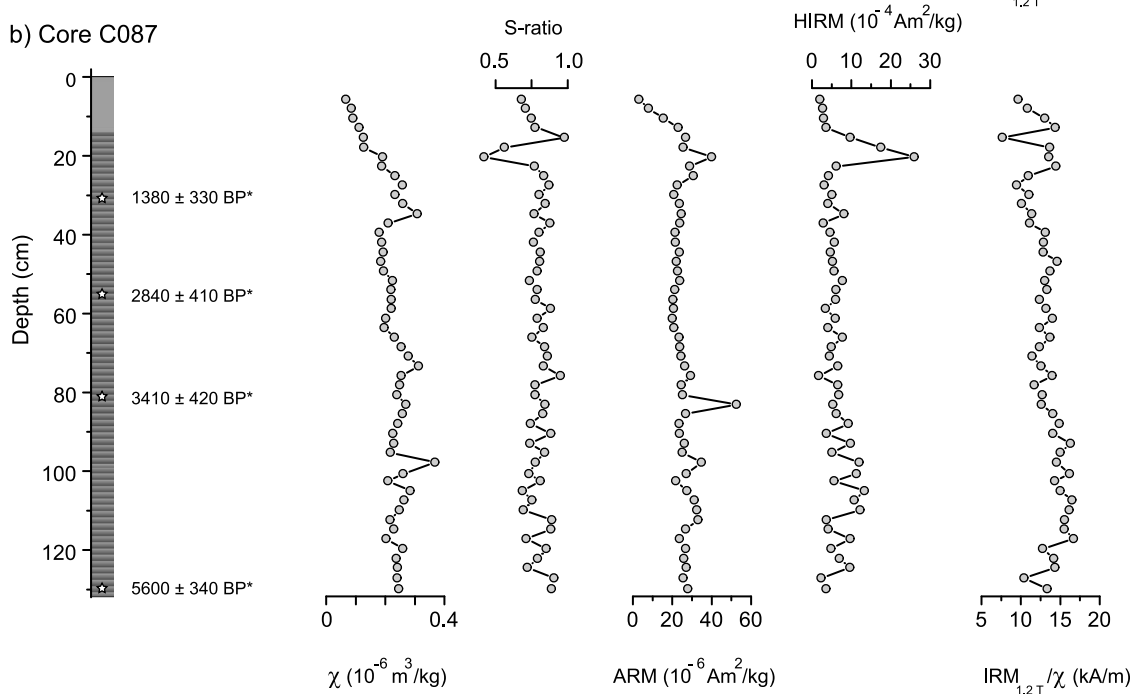 1,2 T
b) Core C087
S-ratio
HIRM (10⁻⁴Am²/kg)
0.5 1.0
0 10 20 30
0
20
40
60
80
100
120
Depth (cm)
1380 ± 330 BP*
2840 ± 410 BP*
3410 ± 420 BP*
5600 ± 340 BP*
0 0.4
0 20 40 60
5 10 15 20
χ (10⁻⁶ m³/kg)
ARM (10⁻⁶Am²/kg)
IRM₁.₂ T/χ (kA/m)